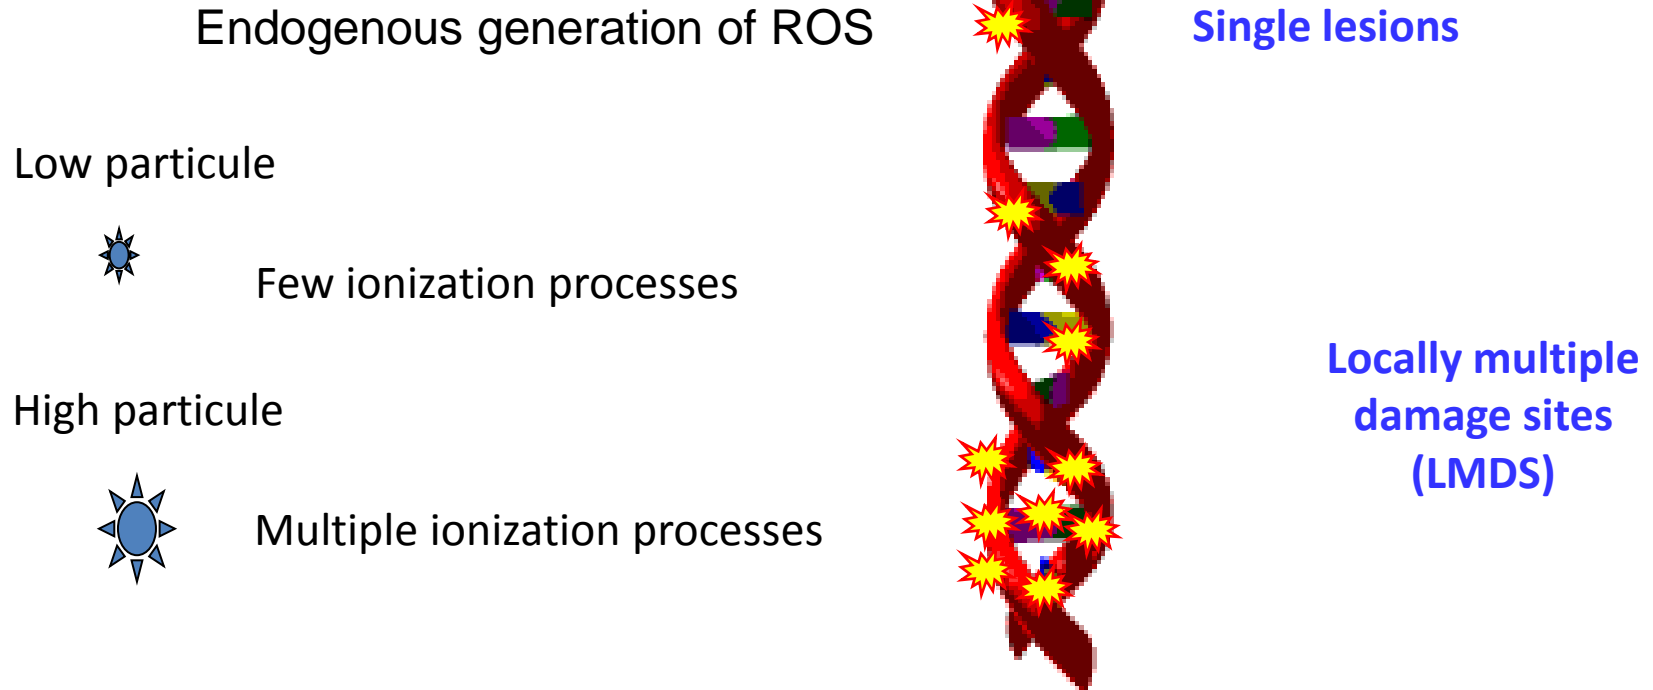 Endogenous generation of ROS
Single lesions
Low particule
Few ionization processes
Locally multiple
damage sites
(LMDS)
High particule
Multiple ionization processes